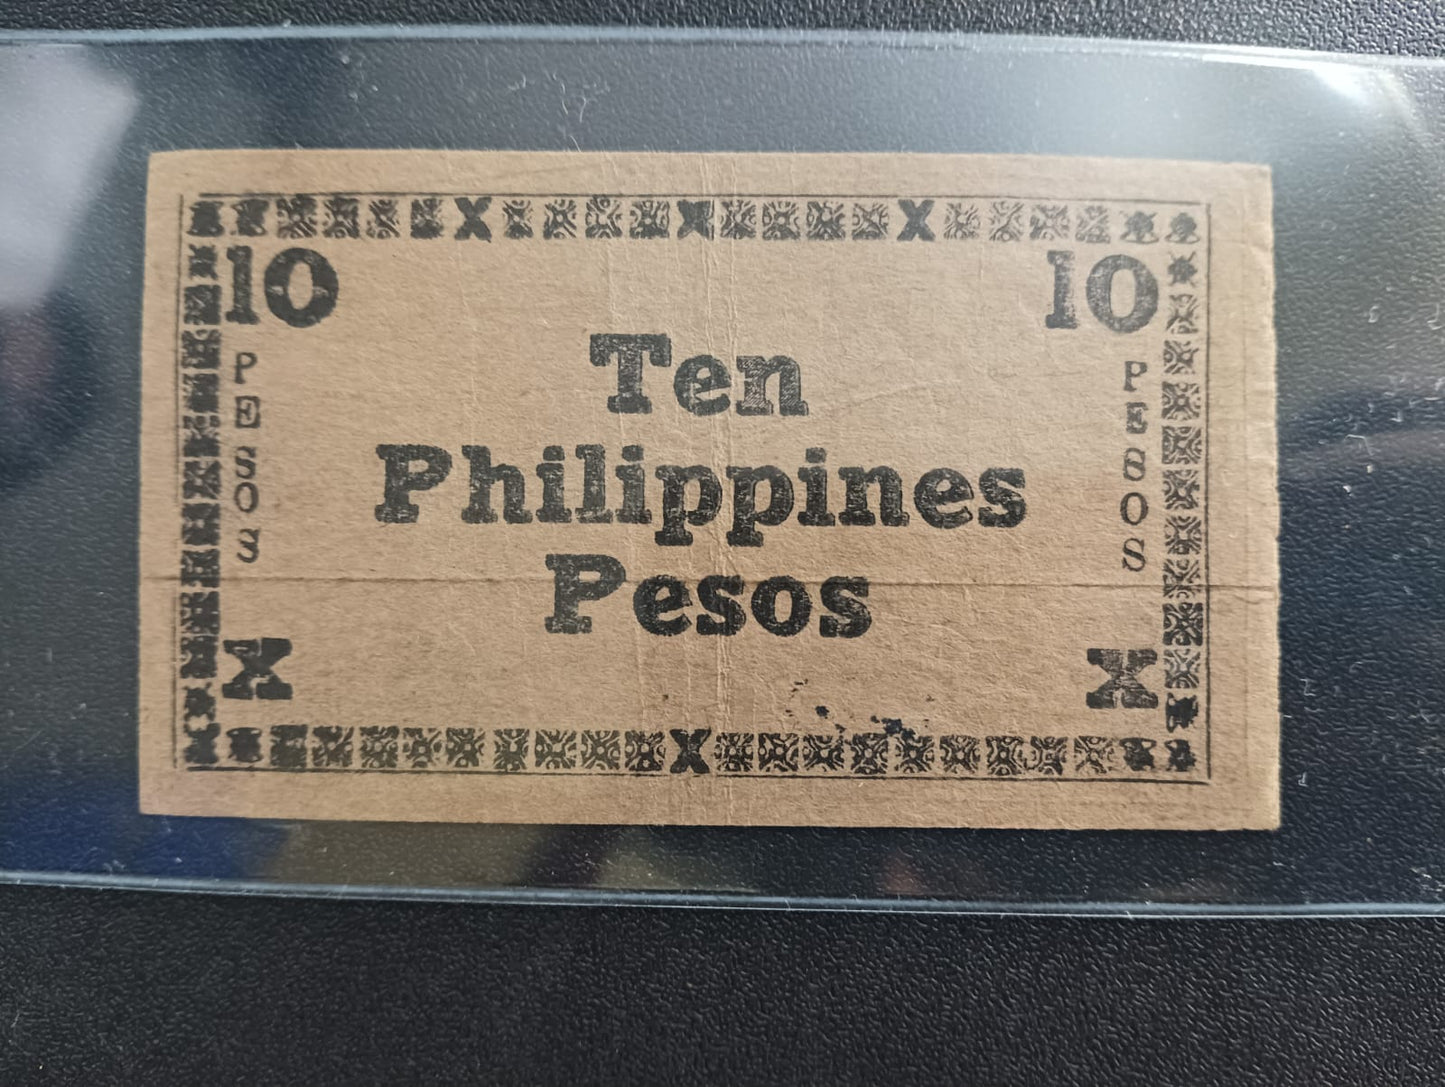 X X X
10 10
PESOS PESOS
Ten
Philippines
Pesos
X X
X